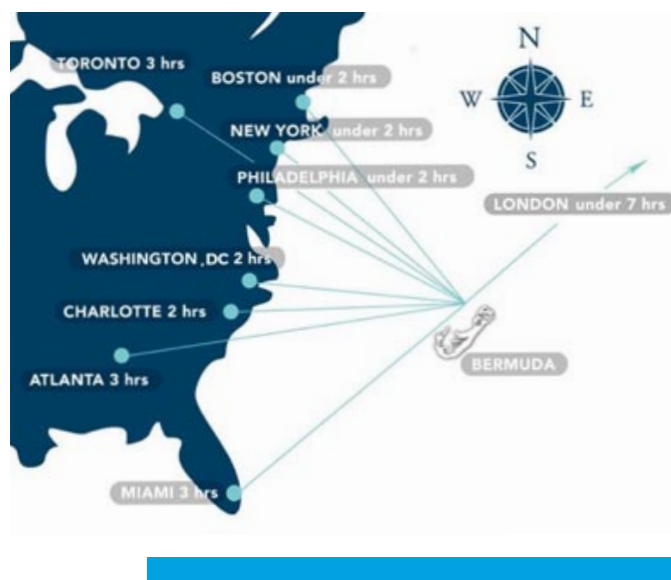 TORONTO 3 hrs
BOSTON under 2 hrs
N
W
E
S
NEW YORK under 2 hrs
PHILADELPHIA under 2 hrs
LONDON under 7 hrs
WASHINGTON ,DC 2 hrs
CHARLOTTE 2 hrs
BERMUDA
ATLANTA 3 hrs
MIAMI 3 hrs